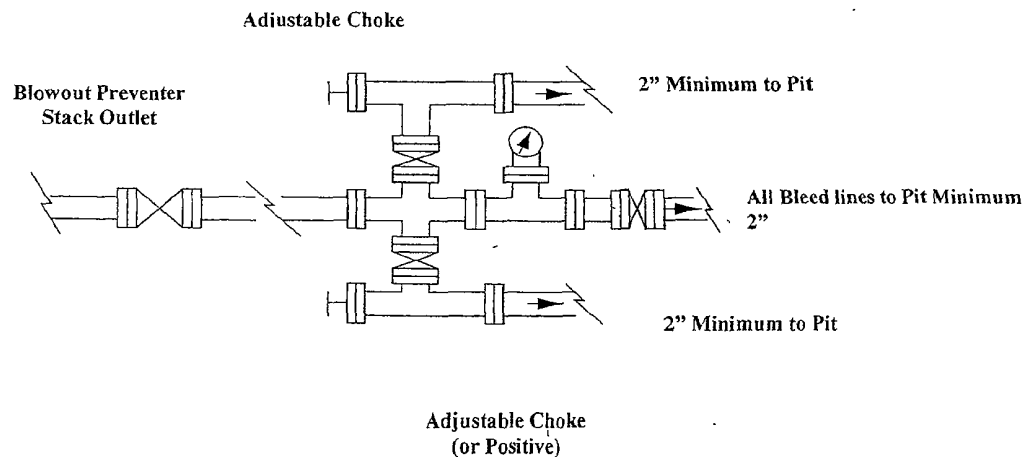 Adjustable Choke
Blowout Preventer
Stack Outlet
2” Minimum to Pit
All Bleed lines to Pit Minimum
2”
2” Minimum to Pit
Adjustable Choke
(or Positive)